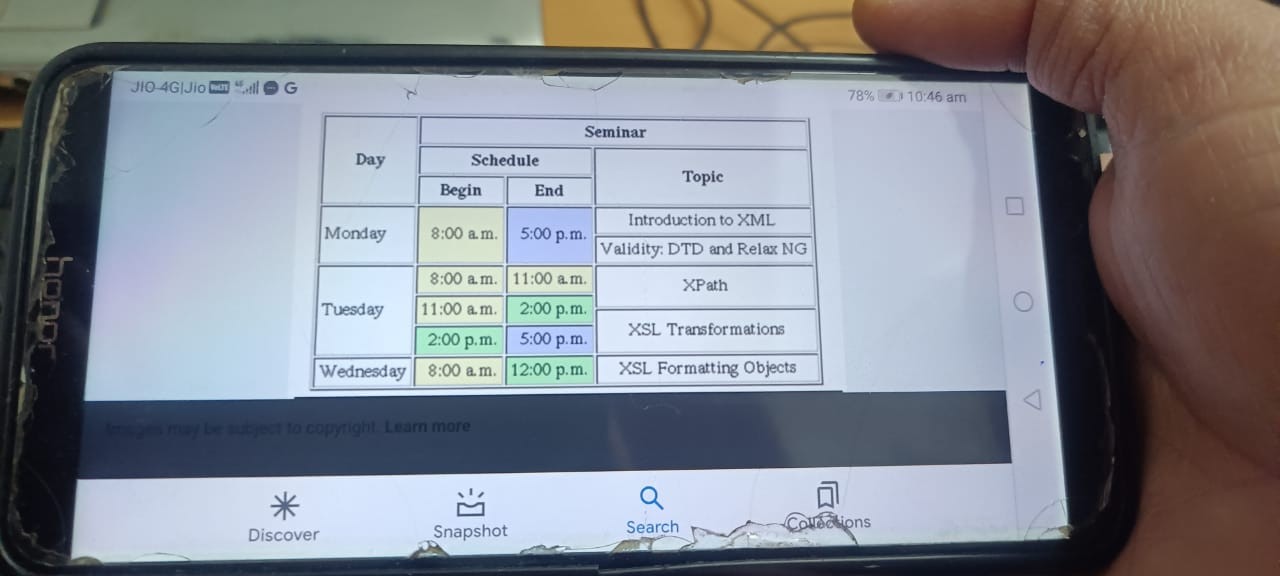 JIO-4G|Jio VoLTE 4G G
78% 10:46 am
Seminar
Day
Schedule
Topic
Begin End
Monday 8:00 a.m. 5:00 p.m. Introduction to XML
Validity: DTD and Relax NG
Tuesday 8:00 a.m. 11:00 a.m. XPath
11:00 a.m. 2:00 p.m.
XSL Transformations
2:00 p.m. 5:00 p.m.
Wednesday 8:00 a.m. 12:00 p.m. XSL Formatting Objects
Images may be subject to copyright. Learn more
Discover Snapshot Search Collections
honor